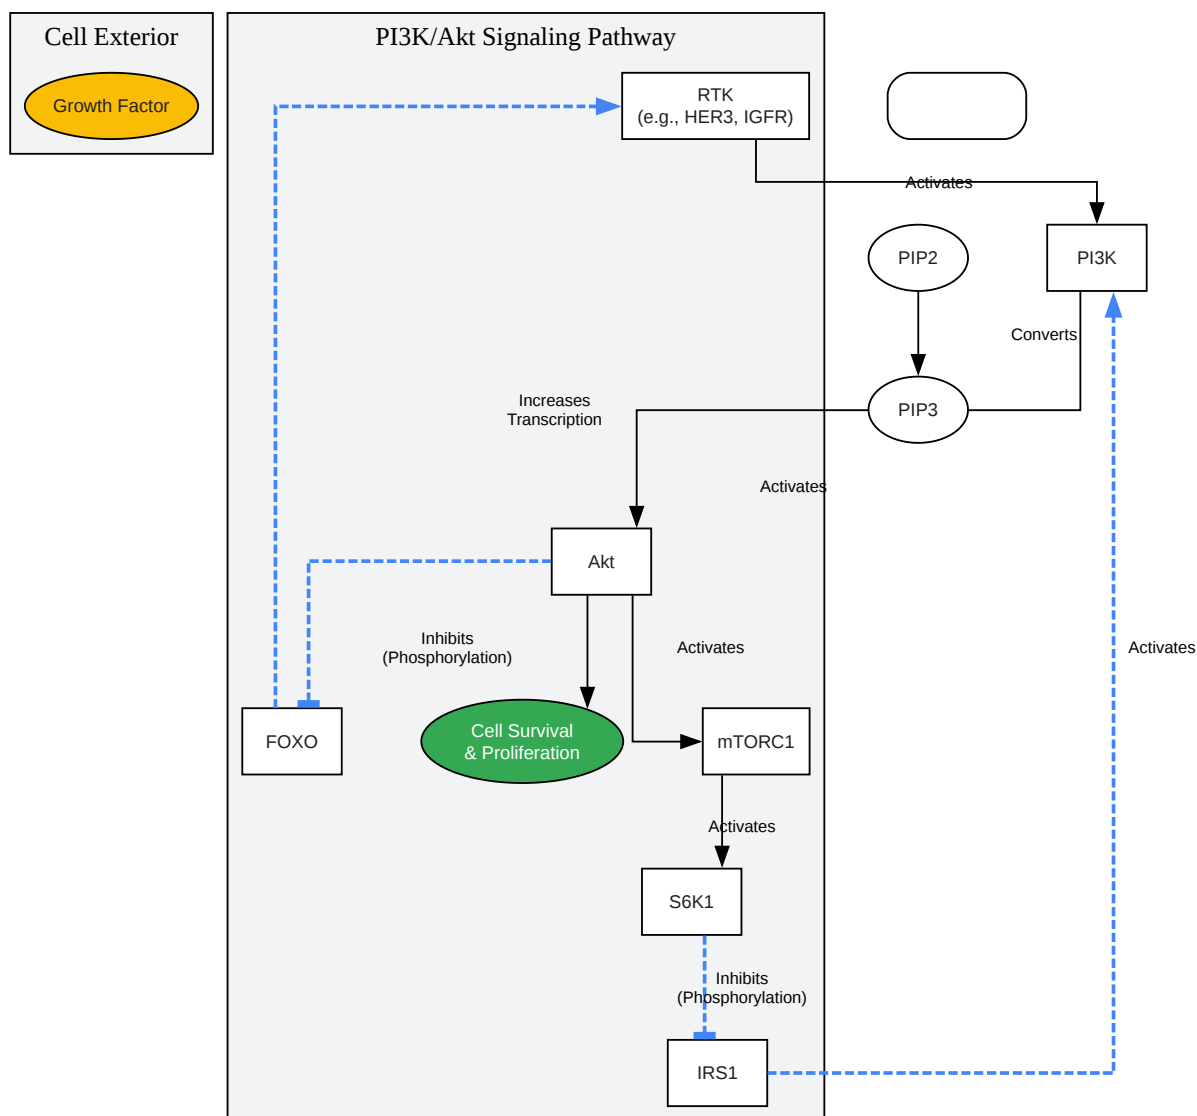 Cell Exterior
PI3K/Akt Signaling Pathway
Growth Factor
RTK
(e.g., HER3, IGFR)
Activates
PIP2
PI3K
Converts
Increases
Transcription
PIP3
Activates
Akt
Inhibits
(Phosphorylation)
Activates
Activates
FOXO
Cell Survival
& Proliferation
mTORC1
Activates
S6K1
Inhibits
(Phosphorylation)
IRS1